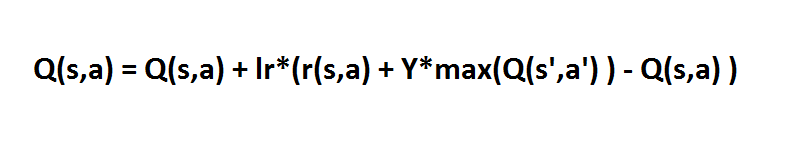 Q(s,a) = Q(s,a) + lr*(r(s,a) + Y*max(Q(s',a') ) - Q(s,a) )